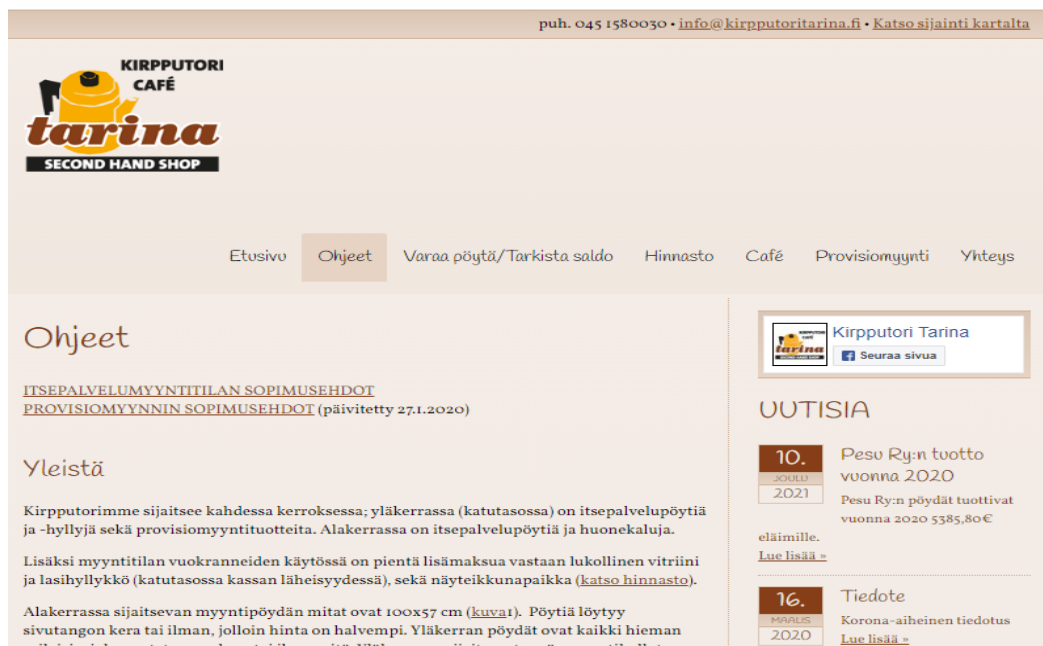 puh. 045 1580030 • info@kirpputoritarina.fi • Katso sijainti kartalta
KIRPPUTORI
CAFÉ
tarina
SECOND HAND SHOP
Etusivu Ohjeet Varaa pöytä/Tarkista saldo Hinnasto Café Provisiomyynti Yhteys
Ohjeet
ITSEPALVELUMYYNTITILAN SOPIMUSEHDOT
PROVISIOMYYNNIN SOPIMUSEHDOT (päivitetty 27.1.2020)
Yleistä
Kirpputorimme sijaitsee kahdessa kerroksessa; yläkerrassa (katutasossa) on itsepalvelupöytiä
ja -hyllyjä sekä provisiomyyntituotteita. Alakerrassa on itsepalvelupöytiä ja huonekaluja.
Lisäksi myyntitilan vuokranneiden käytössä on pientä lisämaksua vastaan lukollinen vitriini
ja lasihyllykkö (katutasossa kassan läheisyydessä), sekä näyteikkunapaikka (katso hinnasto).
Alakerrassa sijaitsevan myyntipöydän mitat ovat 100x57 cm (kuva1). Pöytiä löytyy
sivutangon kera tai ilman, jolloin hinta on halvempi. Yläkerran pöydät ovat kaikki hieman
Kirpputori Tarina
Seuraa sivua
UUTISIA
10.
JOULU
2021
Pesu Ry:n tuotto
vuonna 2020
Pesu Ry:n pöydät tuottivat
vuonna 2020 5385,80€
eläimille.
Lue lisää »
16.
MAALIS
2020
Tiedote
Korona-aiheinen tiedotus
Lue lisää »